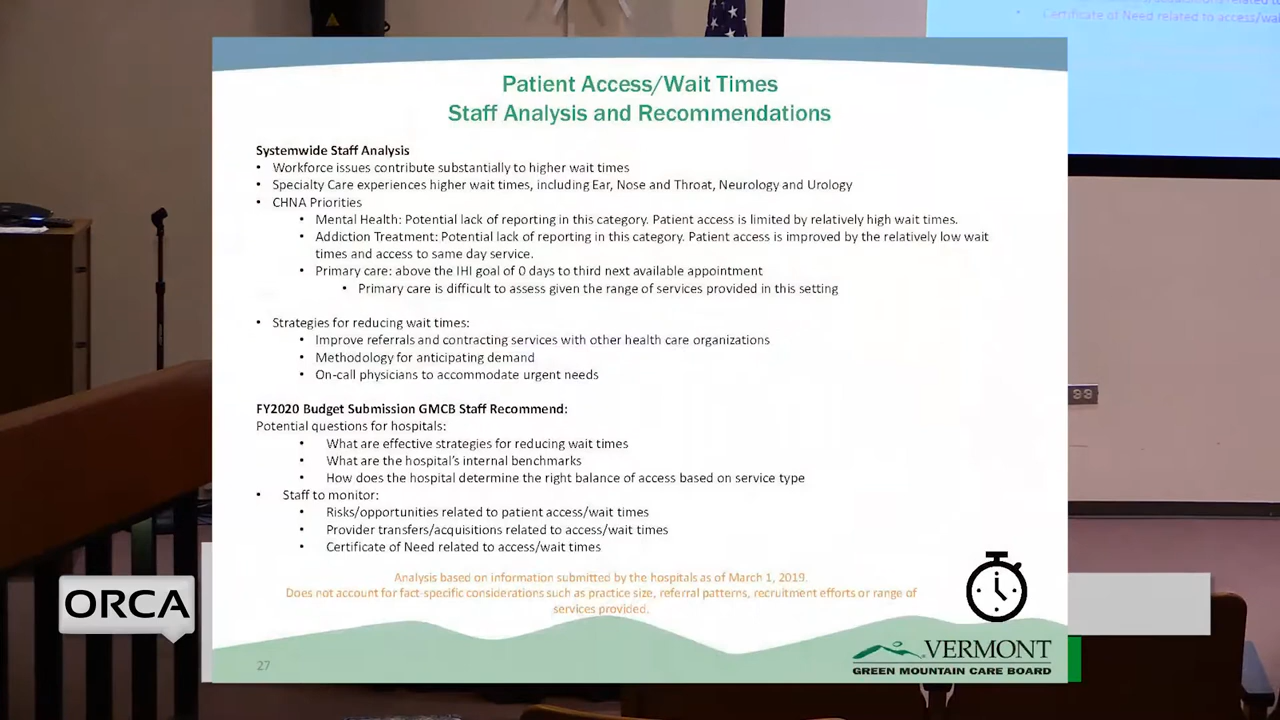 Certificate of Need related to access/wai
Patient Access/Wait Times
Staff Analysis and Recommendations
Systemwide Staff Analysis
• Workforce issues contribute substantially to higher wait times
• Specialty Care experiences higher wait times, including Ear, Nose and Throat, Neurology and Urology
• CHNA Priorities
• Mental Health: Potential lack of reporting in this category. Patient access is limited by relatively high wait times.
• Addiction Treatment: Potential lack of reporting in this category. Patient access is improved by the relatively low wait
times and access to same day service.
• Primary care: above the IHI goal of 0 days to third next available appointment
• Primary care is difficult to assess given the range of services provided in this setting
• Strategies for reducing wait times:
• Improve referrals and contracting services with other health care organizations
• Methodology for anticipating demand
• On-call physicians to accommodate urgent needs
FY2020 Budget Submission GMCB Staff Recommend:
Potential questions for hospitals:
• What are effective strategies for reducing wait times
• What are the hospital's internal benchmarks
• How does the hospital determine the right balance of access based on service type
• Staff to monitor:
• Risks/opportunities related to patient access/wait times
• Provider transfers/acquisitions related to access/wait times
• Certificate of Need related to access/wait times
Analysis based on information submitted by the hospitals as of March 1, 2019.
Does not account for fact-specific considerations such as practice size, referral patterns, recruitment efforts or range of
services provided.
27
VERMONT
GREEN MOUNTAIN CARE BOARD
ORCA